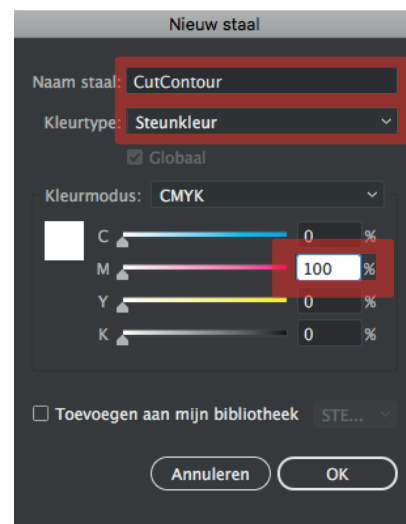 Nieuw staal
Naam staal: CutContour
Kleurtype: Steunkleur
Globaal
Kleurmodus: CMYK
C 0 %
M 100 %
Y 0 %
K 0 %
Toevoegen aan mijn bibliotheek STE...
Annuleren OK